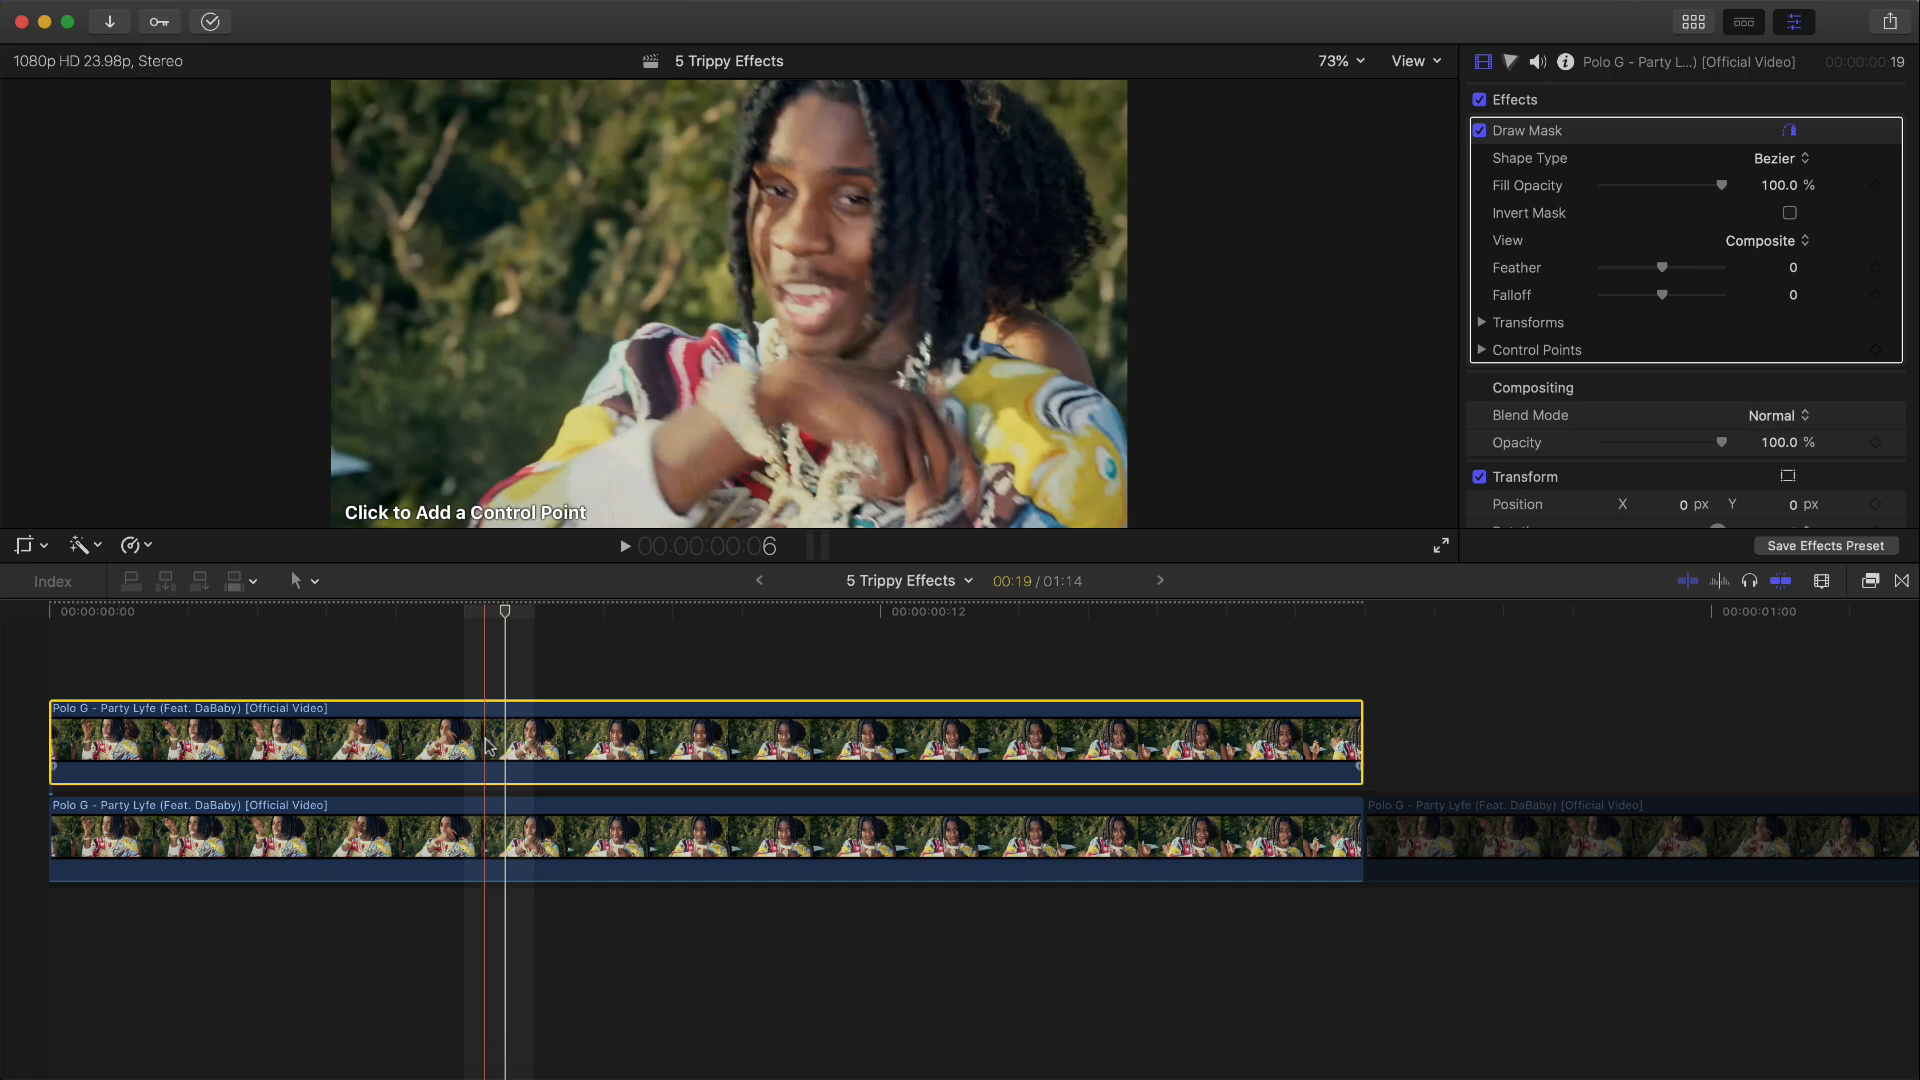 1080p HD 23.98p, Stereo
5 Trippy Effects
73%
View
Polo G - Party L...) [Official Video]
00:00:00:19
Effects
Draw Mask
Shape Type
Bezier
Fill Opacity
100.0 %
Invert Mask
View
Composite
Feather
0
Falloff
0
Transforms
Control Points
Compositing
Blend Mode
Normal
Opacity
100.0 %
Transform
Position
X
0 px
Y
0 px
Click to Add a Control Point
00:00:00:06
Save Effects Preset
Index
5 Trippy Effects
00:19 / 01:14
00:00:00:00
00:00:00:12
00:00:01:00
Polo G - Party Lyfe (Feat. DaBaby) [Official Video]
Polo G - Party Lyfe (Feat. DaBaby) [Official Video]
Polo G - Party Lyfe (Feat. DaBaby) [Official Video]